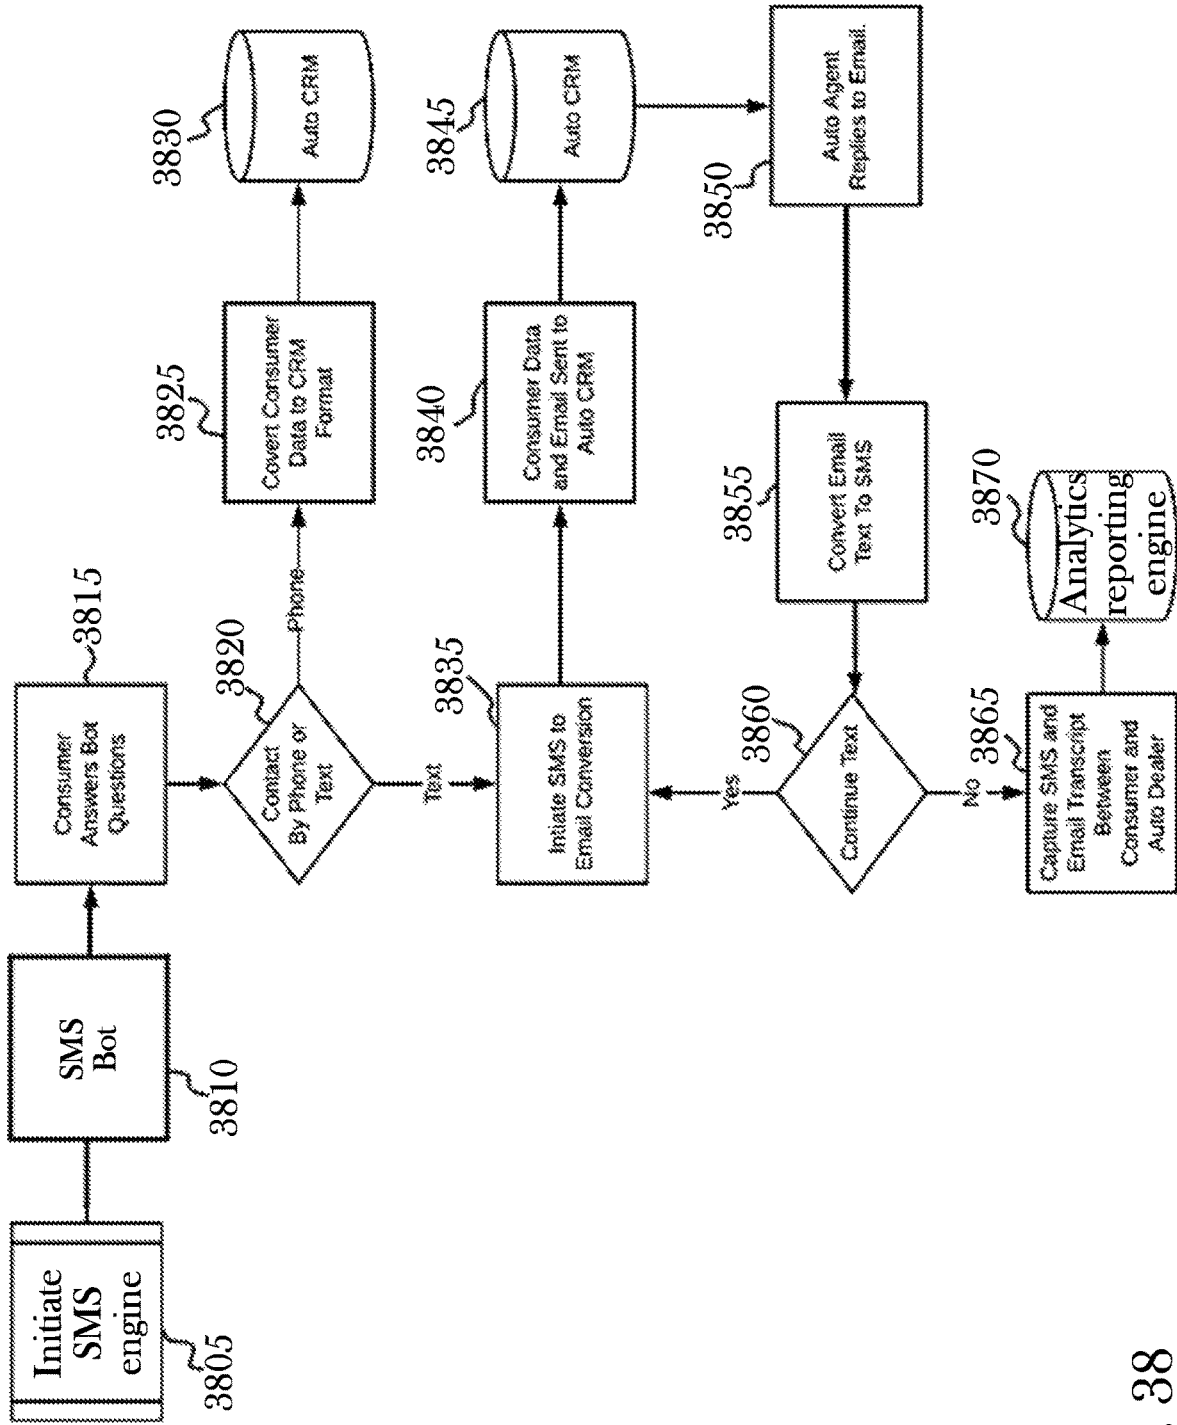 Initiate
SMS
engine
3805
SMS
Bot
3810
Consumer
Answers Bot
Questions
3815
Contact
By Phone or
Text
3820
Phone
Covert Consumer
Data to CRM
Format
3825
Auto CRM
3830
Text
Intiate SMS to
Email Conversion
3835
Consumer Data
and Email Sent to
Auto CRM
3840
Auto CRM
3845
Auto Agent
Replies to Email.
3850
Convert Email
Text To SMS
3855
Continue Text
3860
Yes
No
Capture SMS and
Email Transcript
Between
Consumer and
Auto Dealer
3865
Analytics
reporting
engine
3870
. 38